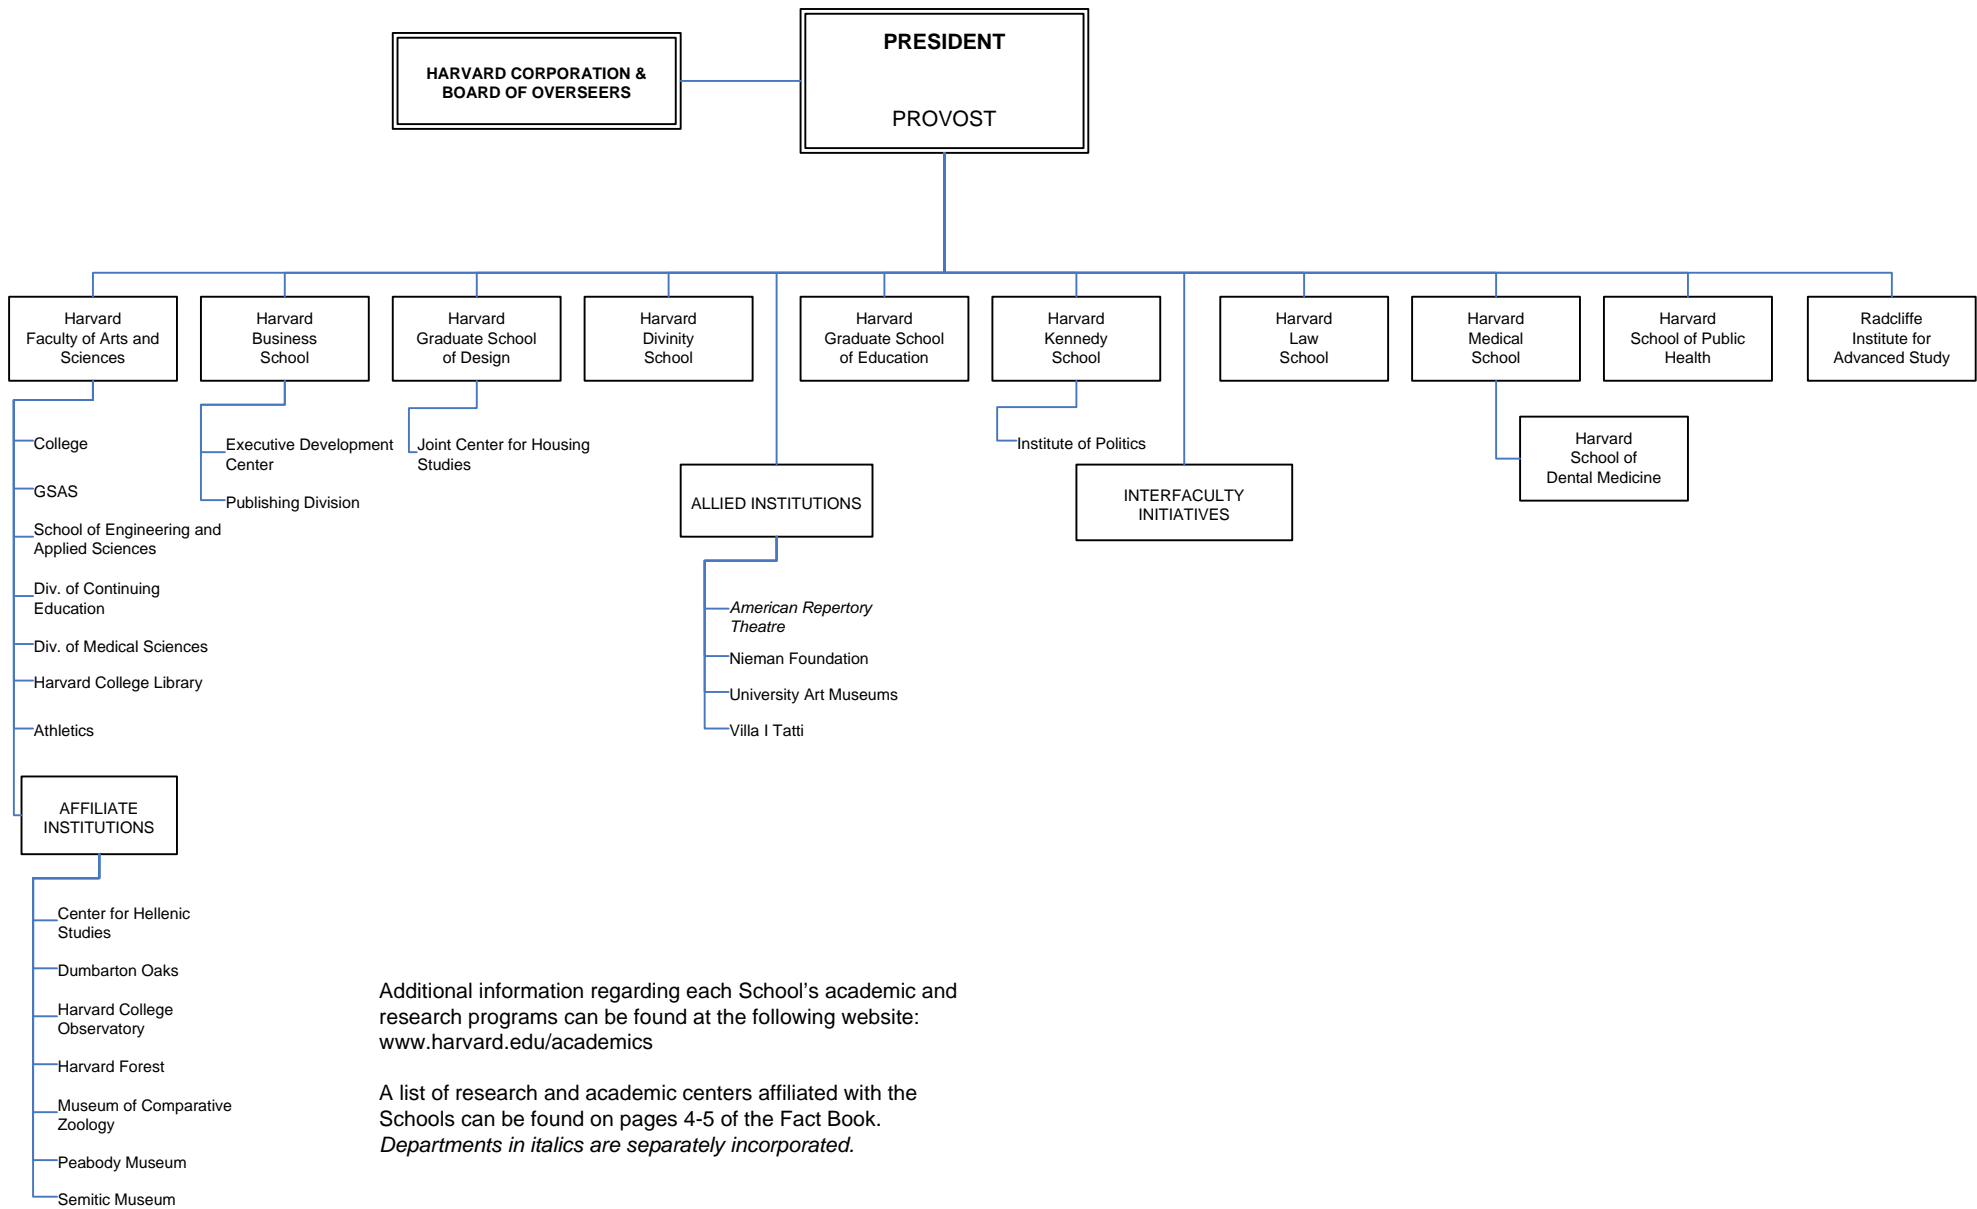 PRESIDENT
HARVARD CORPORATION &
BOARD OF OVERSEERS
PROVOST
Harvard
Faculty of Arts and
Sciences
Harvard
Business
School
Harvard
Graduate School
of Design
Harvard
Divinity
School
Harvard
Graduate School
of Education
Harvard
Kennedy
School
Harvard
Law
School
Harvard
Medical
School
Harvard
School of Public
Health
Radcliffe
Institute for
Advanced Study
College
GSAS
School of Engineering and
Applied Sciences
Div. of Continuing
Education
Div. of Medical Sciences
Harvard College Library
Athletics
AFFILIATE
INSTITUTIONS
Center for Hellenic
Studies
Dumbarton Oaks
Harvard College
Observatory
Harvard Forest
Museum of Comparative
Zoology
Peabody Museum
Semitic Museum
Executive Development
Center
Publishing Division
Joint Center for Housing
Studies
ALLIED INSTITUTIONS
American Repertory
Theatre
Nieman Foundation
University Art Museums
Villa I Tatti
Institute of Politics
INTERFACULTY
INITIATIVES
Harvard
School of
Dental Medicine
Additional information regarding each School’s academic and
research programs can be found at the following website:
www.harvard.edu/academics
A list of research and academic centers affiliated with the
Schools can be found on pages 4-5 of the Fact Book.
Departments in italics are separately incorporated.